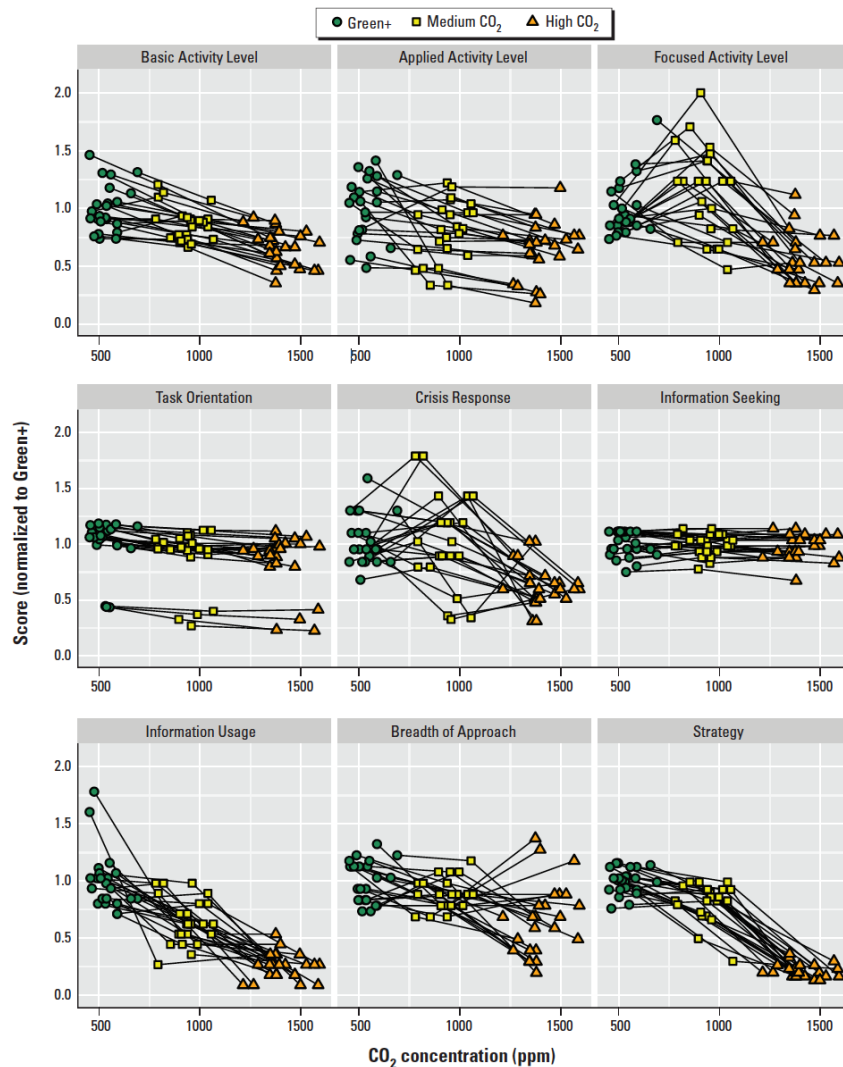 Green+ Medium CO₂ High CO₂
Basic Activity Level Applied Activity Level Focused Activity Level
2.0
1.5
1.0
0.5
0.0
500 1000 1500 500 1000 1500 500 1000 1500
Task Orientation Crisis Response Information Seeking
2.0
1.5
1.0
0.5
0.0
500 1000 1500 500 1000 1500 500 1000 1500
Score (normalized to Green+)
Information Usage Breadth of Approach Strategy
2.0
1.5
1.0
0.5
0.0
500 1000 1500 500 1000 1500 500 1000 1500
CO₂ concentration (ppm)